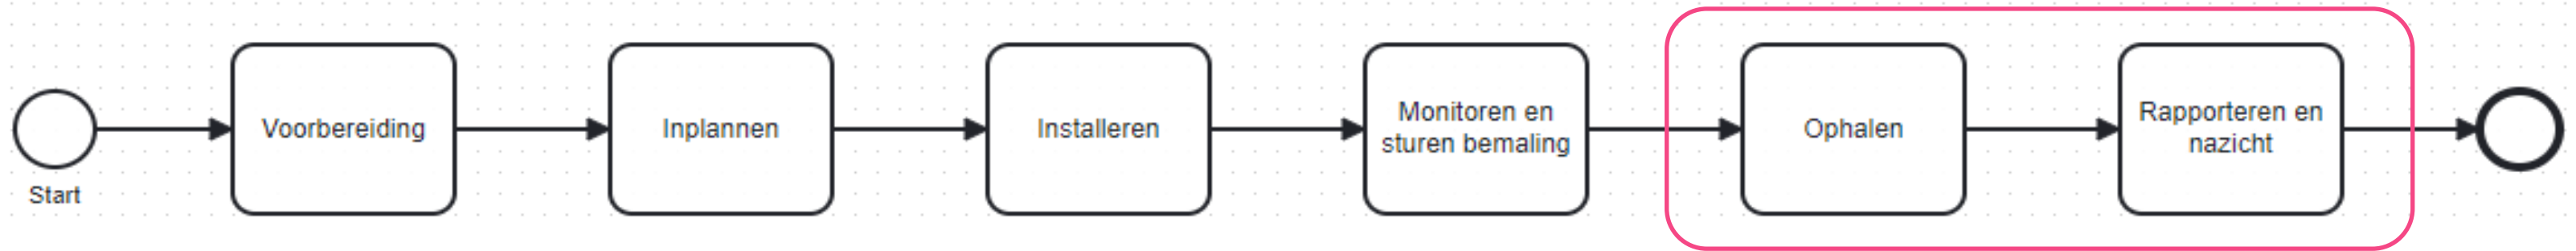 Start
Voorbereiding
Inplannen
Installeren
Monitoren en
sturen bemaling
Ophalen
Rapporteren en
nazicht